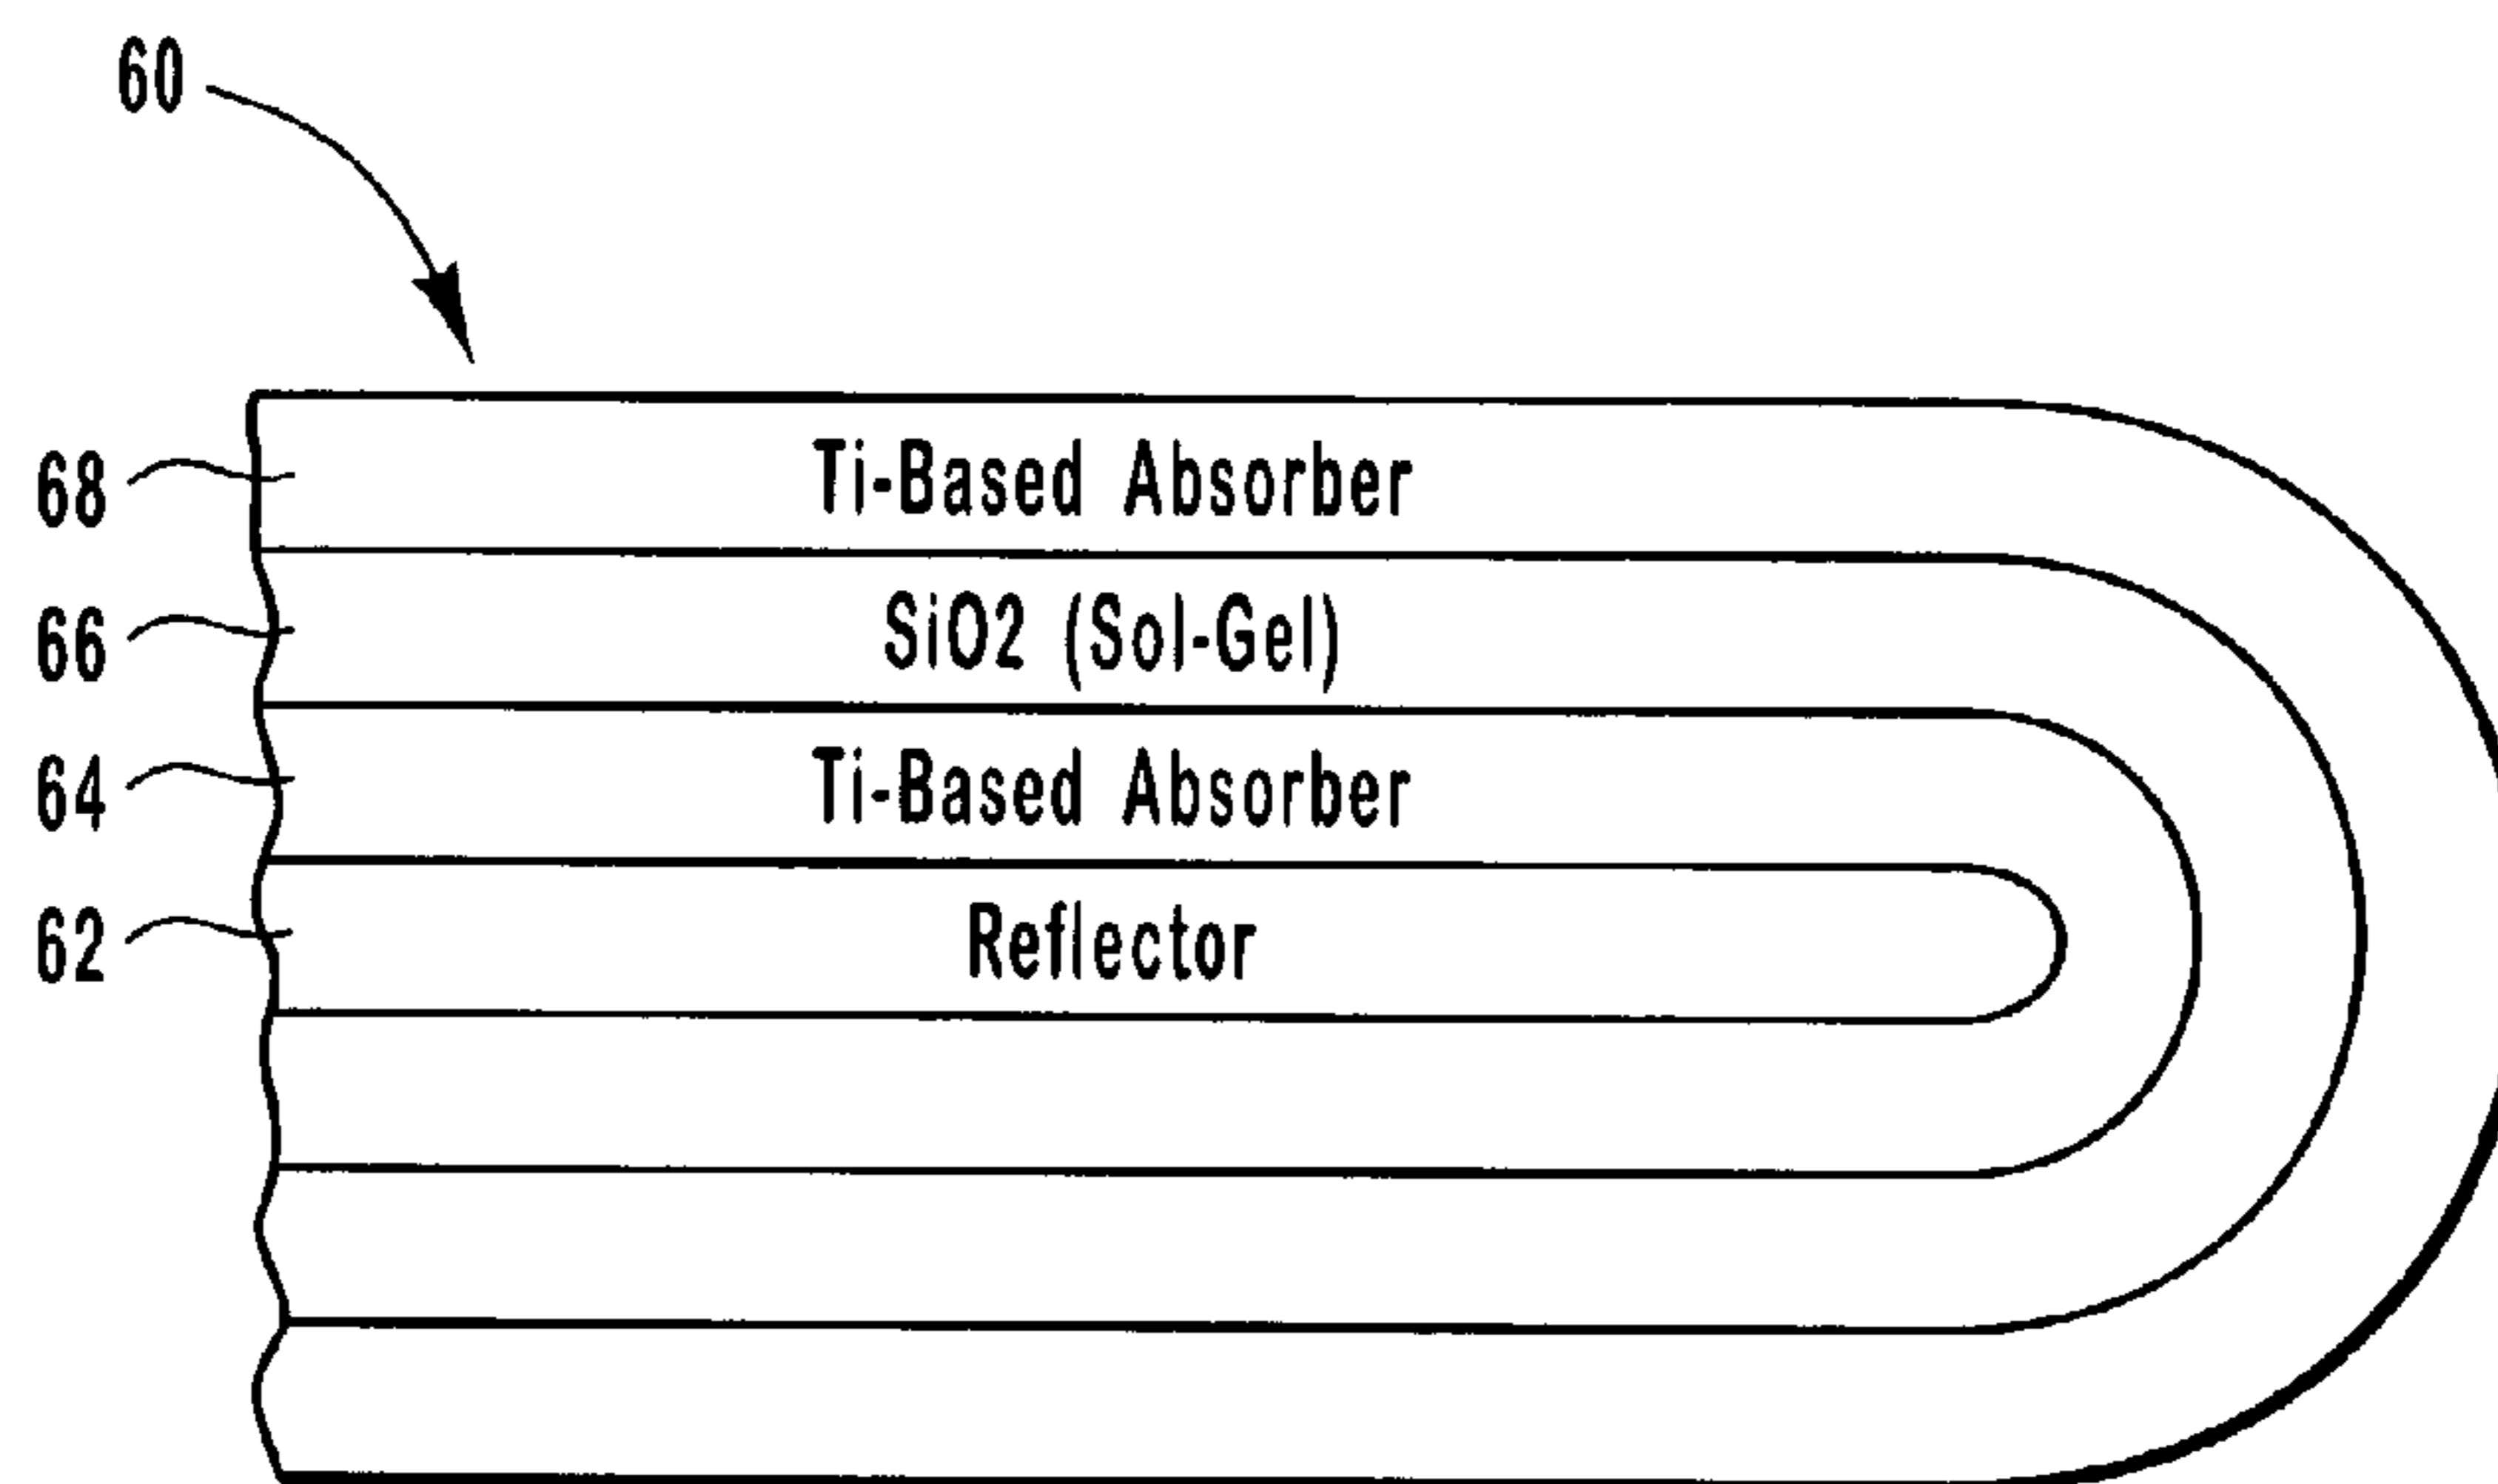 60
68 Ti-Based Absorber
66 SiO2 (Sol-Gel)
64 Ti-Based Absorber
62 Reflector